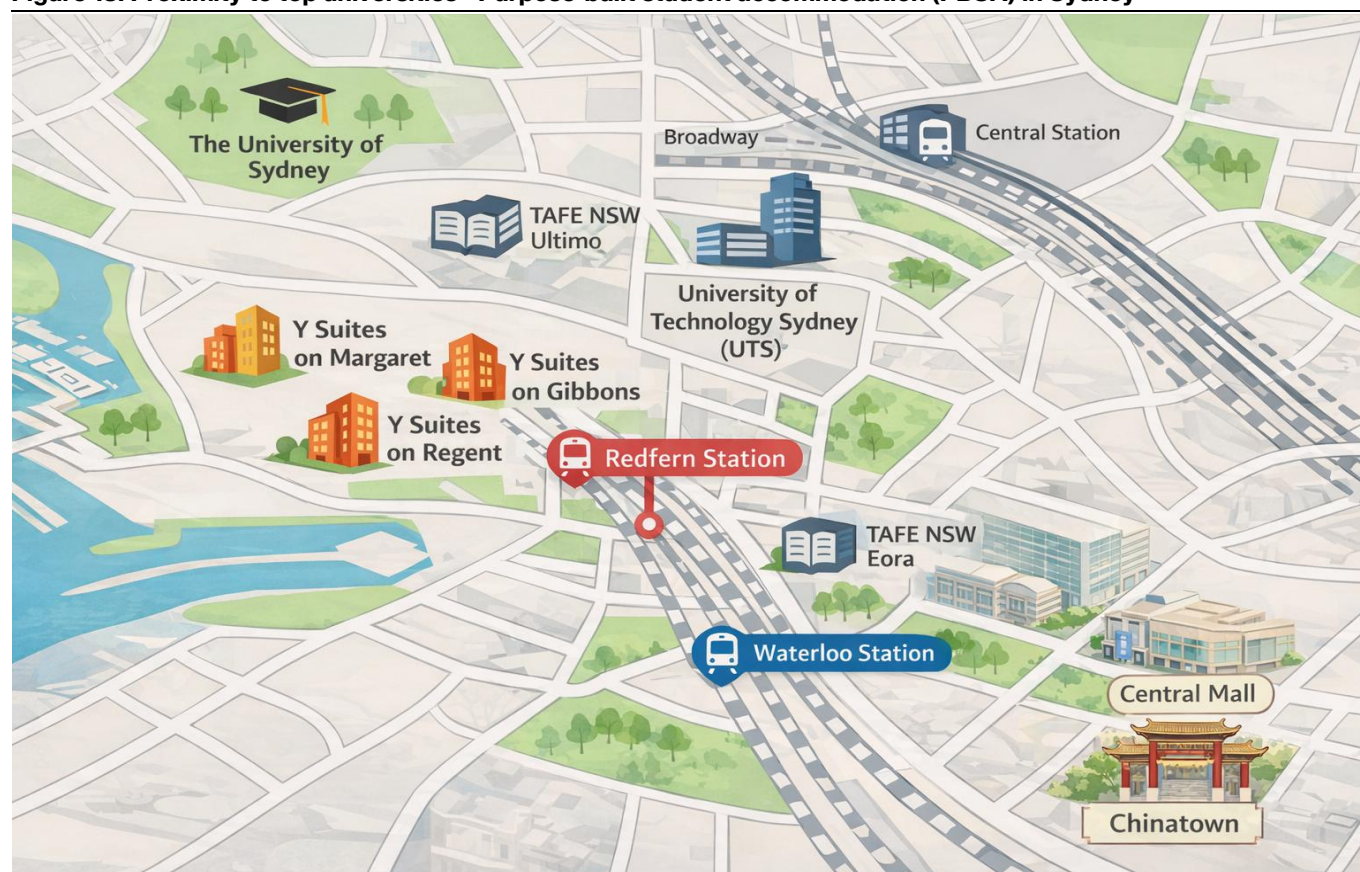 Figure Proximity to top universities - Purpose-built student accommodation (PBSA) in Sydney
The University of
Sydney
Broadway
Central Station
TAFE NSW
Ultimo
University of
Technology Sydney
(UTS)
Y Suites
on Margaret
Y Suites
on Gibbons
Y Suites
on Regent
Redfern Station
TAFE NSW
Eora
Waterloo Station
Central Mall
Chinatown